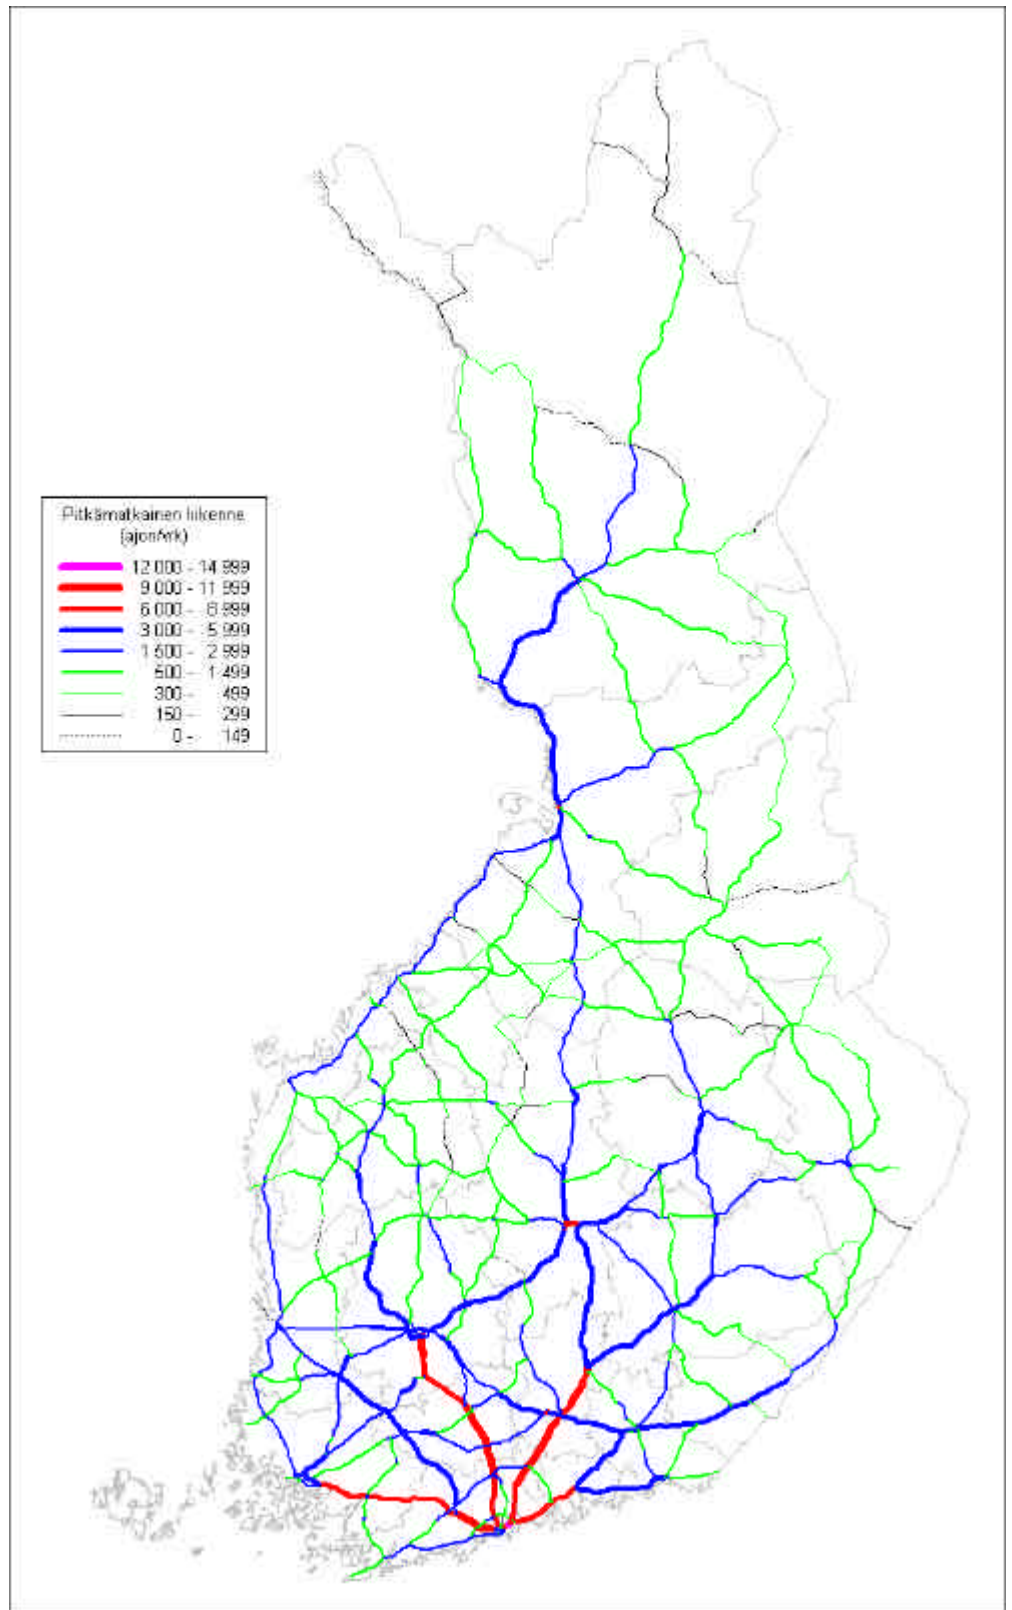 Pitkämatkainen liikenne
(ajon/vrk)
12 000 - 14 999
9 000 - 11 999
6 000 - 8 999
3 000 - 5 999
1 500 - 2 999
500 - 1 499
300 - 499
150 - 299
0 - 149